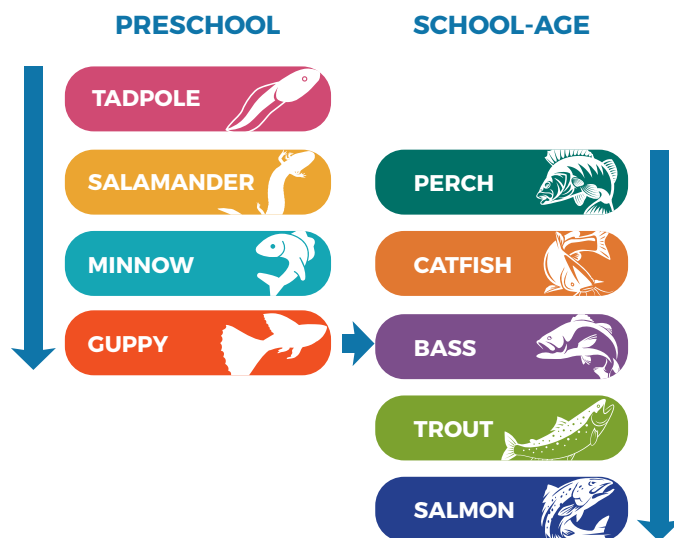 PRESCHOOL
TADPOLE
SALAMANDER
MINNOW
GUPPY
SCHOOL-AGE
PERCH
CATFISH
BASS
TROUT
SALMON